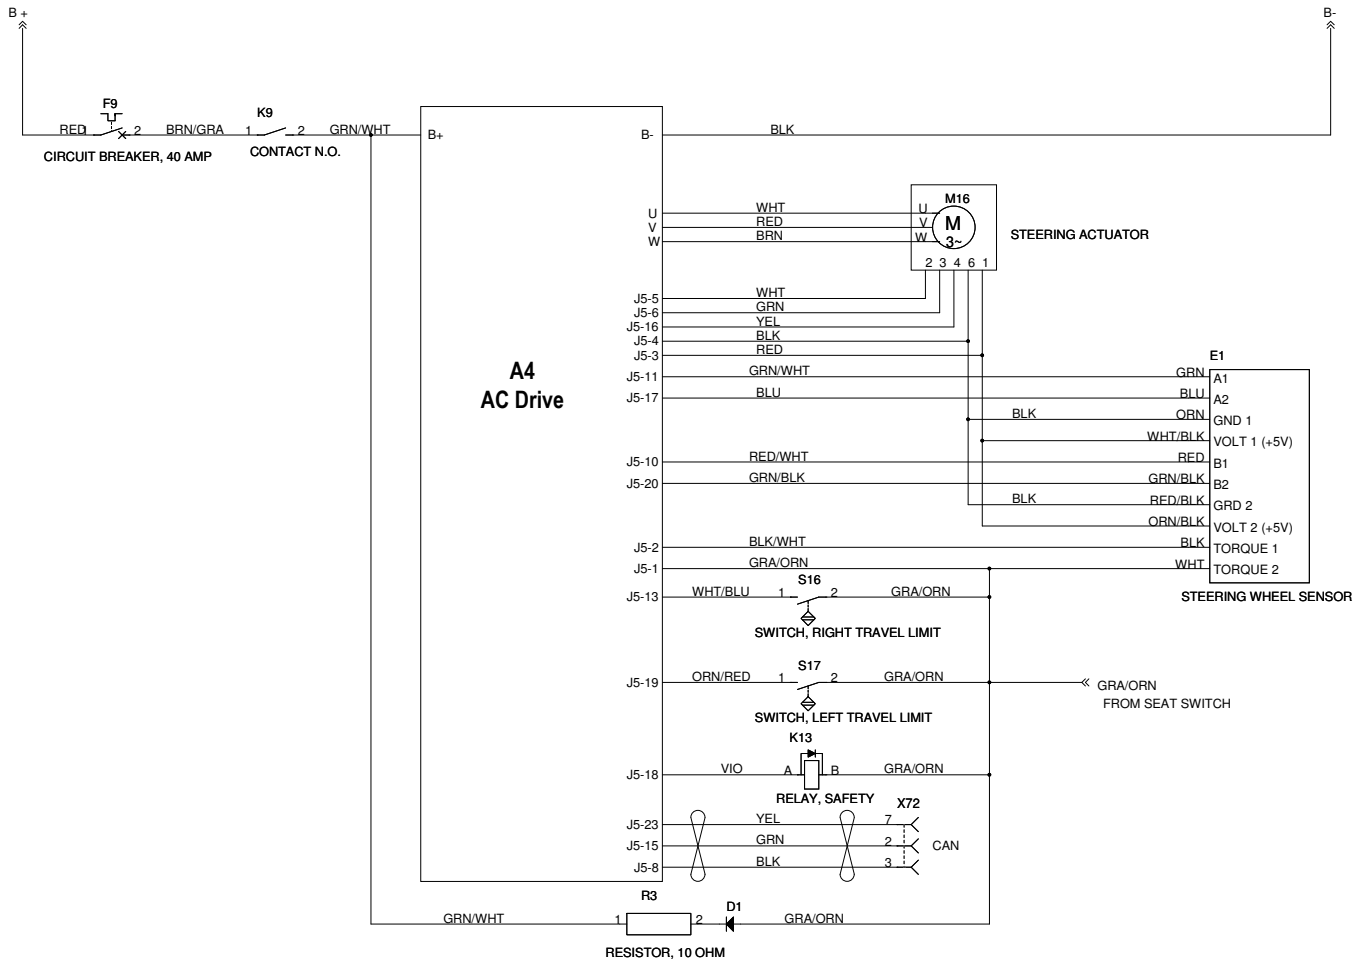 B + B-
F9
K9
RED 1 2 BRN/GRA 1 2 GRN/WHT B+ B- BLK
CIRCUIT BREAKER, 40 AMP CONTACT N.O.
M16
U WHT U
V RED V M
W BRN W 3~
STEERING ACTUATOR
2 3 4 6 1
J5-5 WHT
J5-6 GRN
J5-16 YEL
J5-4 BLK
J5-3 RED
E1
A4
AC Drive
J5-11 GRN/WHT GRN A1
J5-17 BLU BLU A2
BLK ORN GND 1
WHT/BLK VOLT 1 (+5V)
J5-10 RED/WHT RED B1
J5-20 GRN/BLK GRN/BLK B2
BLK RED/BLK GRD 2
ORN/BLK VOLT 2 (+5V)
J5-2 BLK/WHT BLK TORQUE 1
J5-1 GRA/ORN WHT TORQUE 2
STEERING WHEEL SENSOR
S16
J5-13 WHT/BLU 1 2 GRA/ORN
SWITCH, RIGHT TRAVEL LIMIT
S17
J5-19 ORN/RED 1 2 GRA/ORN GRA/ORN
FROM SEAT SWITCH
SWITCH, LEFT TRAVEL LIMIT
K13
J5-18 VIO A B GRA/ORN
RELAY, SAFETY
X72
J5-23 YEL 7
J5-15 GRN 2 CAN
J5-8 BLK 3
R3 D1
GRN/WHT 1 2 GRA/ORN
RESISTOR, 10 OHM